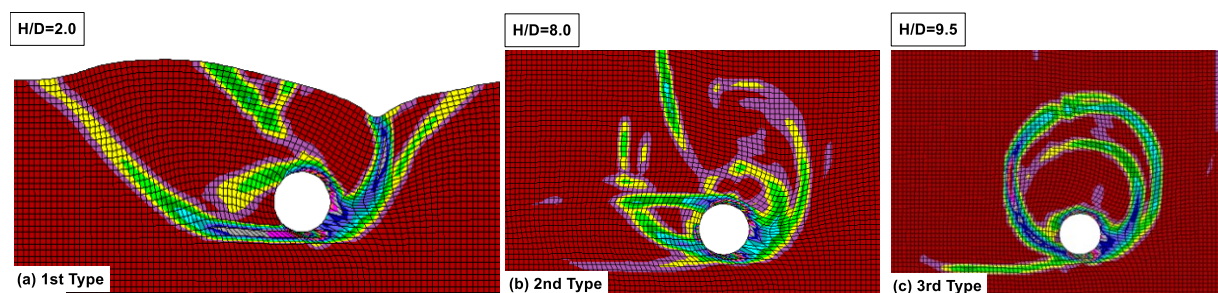 H/D=2.0
H/D=8.0
H/D=9.5
(a) 1st Type
(b) 2nd Type
(c) 3rd Type